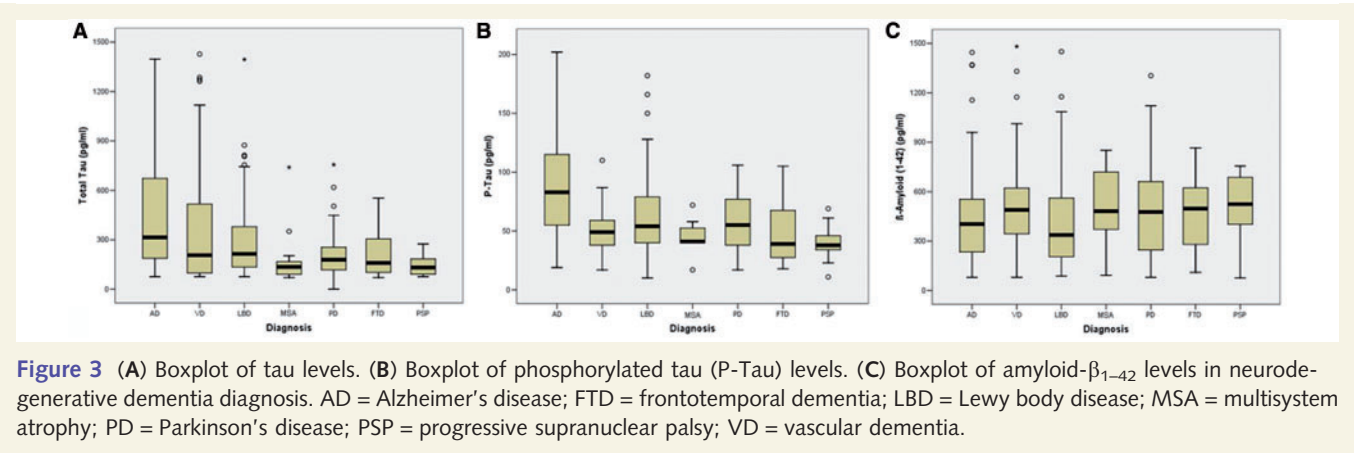 A
B
C
1500
1200
900
600
300
0
Total Tau (pg/ml)
AD VD LBD MSA PD FTD PSP
Diagnosis
200
150
100
50
0
P-Tau (pg/ml)
AD VD LBD MSA PD FTD PSP
Diagnosis
1500
1200
900
600
300
0
ß-Amyloid (1-42) (pg/ml)
AD VD LBD MSA PD FTD PSP
Diagnosis
Figure 3 (A) Boxplot of tau levels. (B) Boxplot of phosphorylated tau (P-Tau) levels. (C) Boxplot of amyloid-β1–42 levels in neurode-
generative dementia diagnosis. AD = Alzheimer's disease; FTD = frontotemporal dementia; LBD = Lewy body disease; MSA = multisystem
atrophy; PD = Parkinson's disease; PSP = progressive supranuclear palsy; VD = vascular dementia.